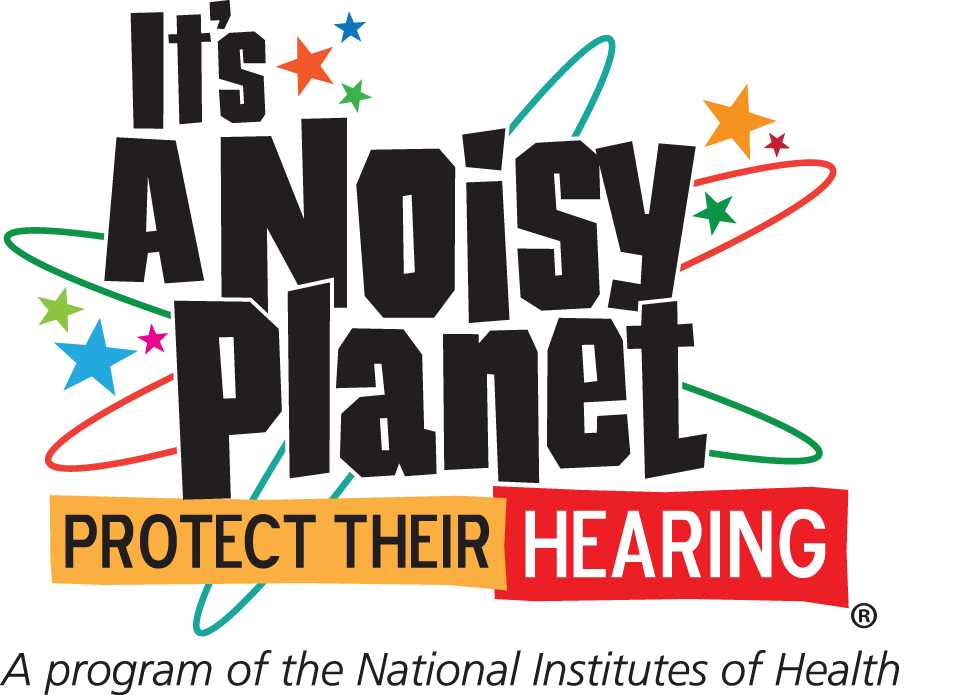 It's
A Noisy
Planet
PROTECT THEIR HEARING®
A program of the National Institutes of Health